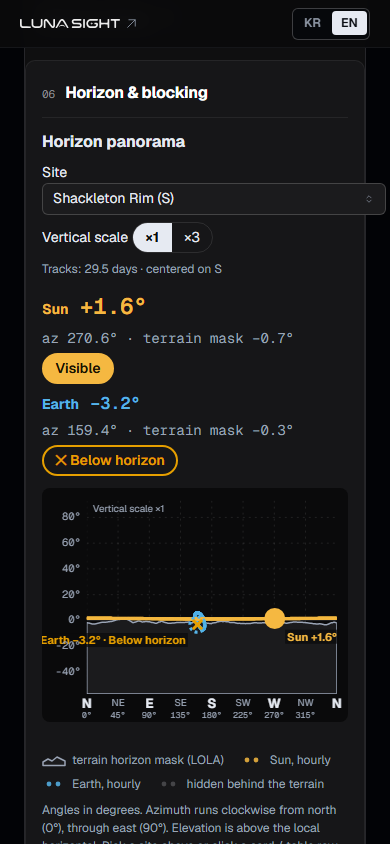 LUNA SIGHT ↗
KR EN
06 Horizon & blocking
Horizon panorama
Site
Shackleton Rim (S)
Vertical scale ×1 ×3
Tracks: 29.5 days · centered on S
Sun +1.6°
az 270.6° · terrain mask −0.7°
Visible
Earth −3.2°
az 159.4° · terrain mask −0.3°
✕ Below horizon
Vertical scale ×1
80°
60°
40°
20°
0°
Earth −3.2° · Below horizon
Sun +1.6°
-20°
-40°
N NE E SE S SW W NW N
0° 45° 90° 135° 180° 225° 270° 315°
terrain horizon mask (LOLA) Sun, hourly
Earth, hourly hidden behind the terrain
Angles in degrees. Azimuth runs clockwise from north
(0°), through east (90°). Elevation is above the local